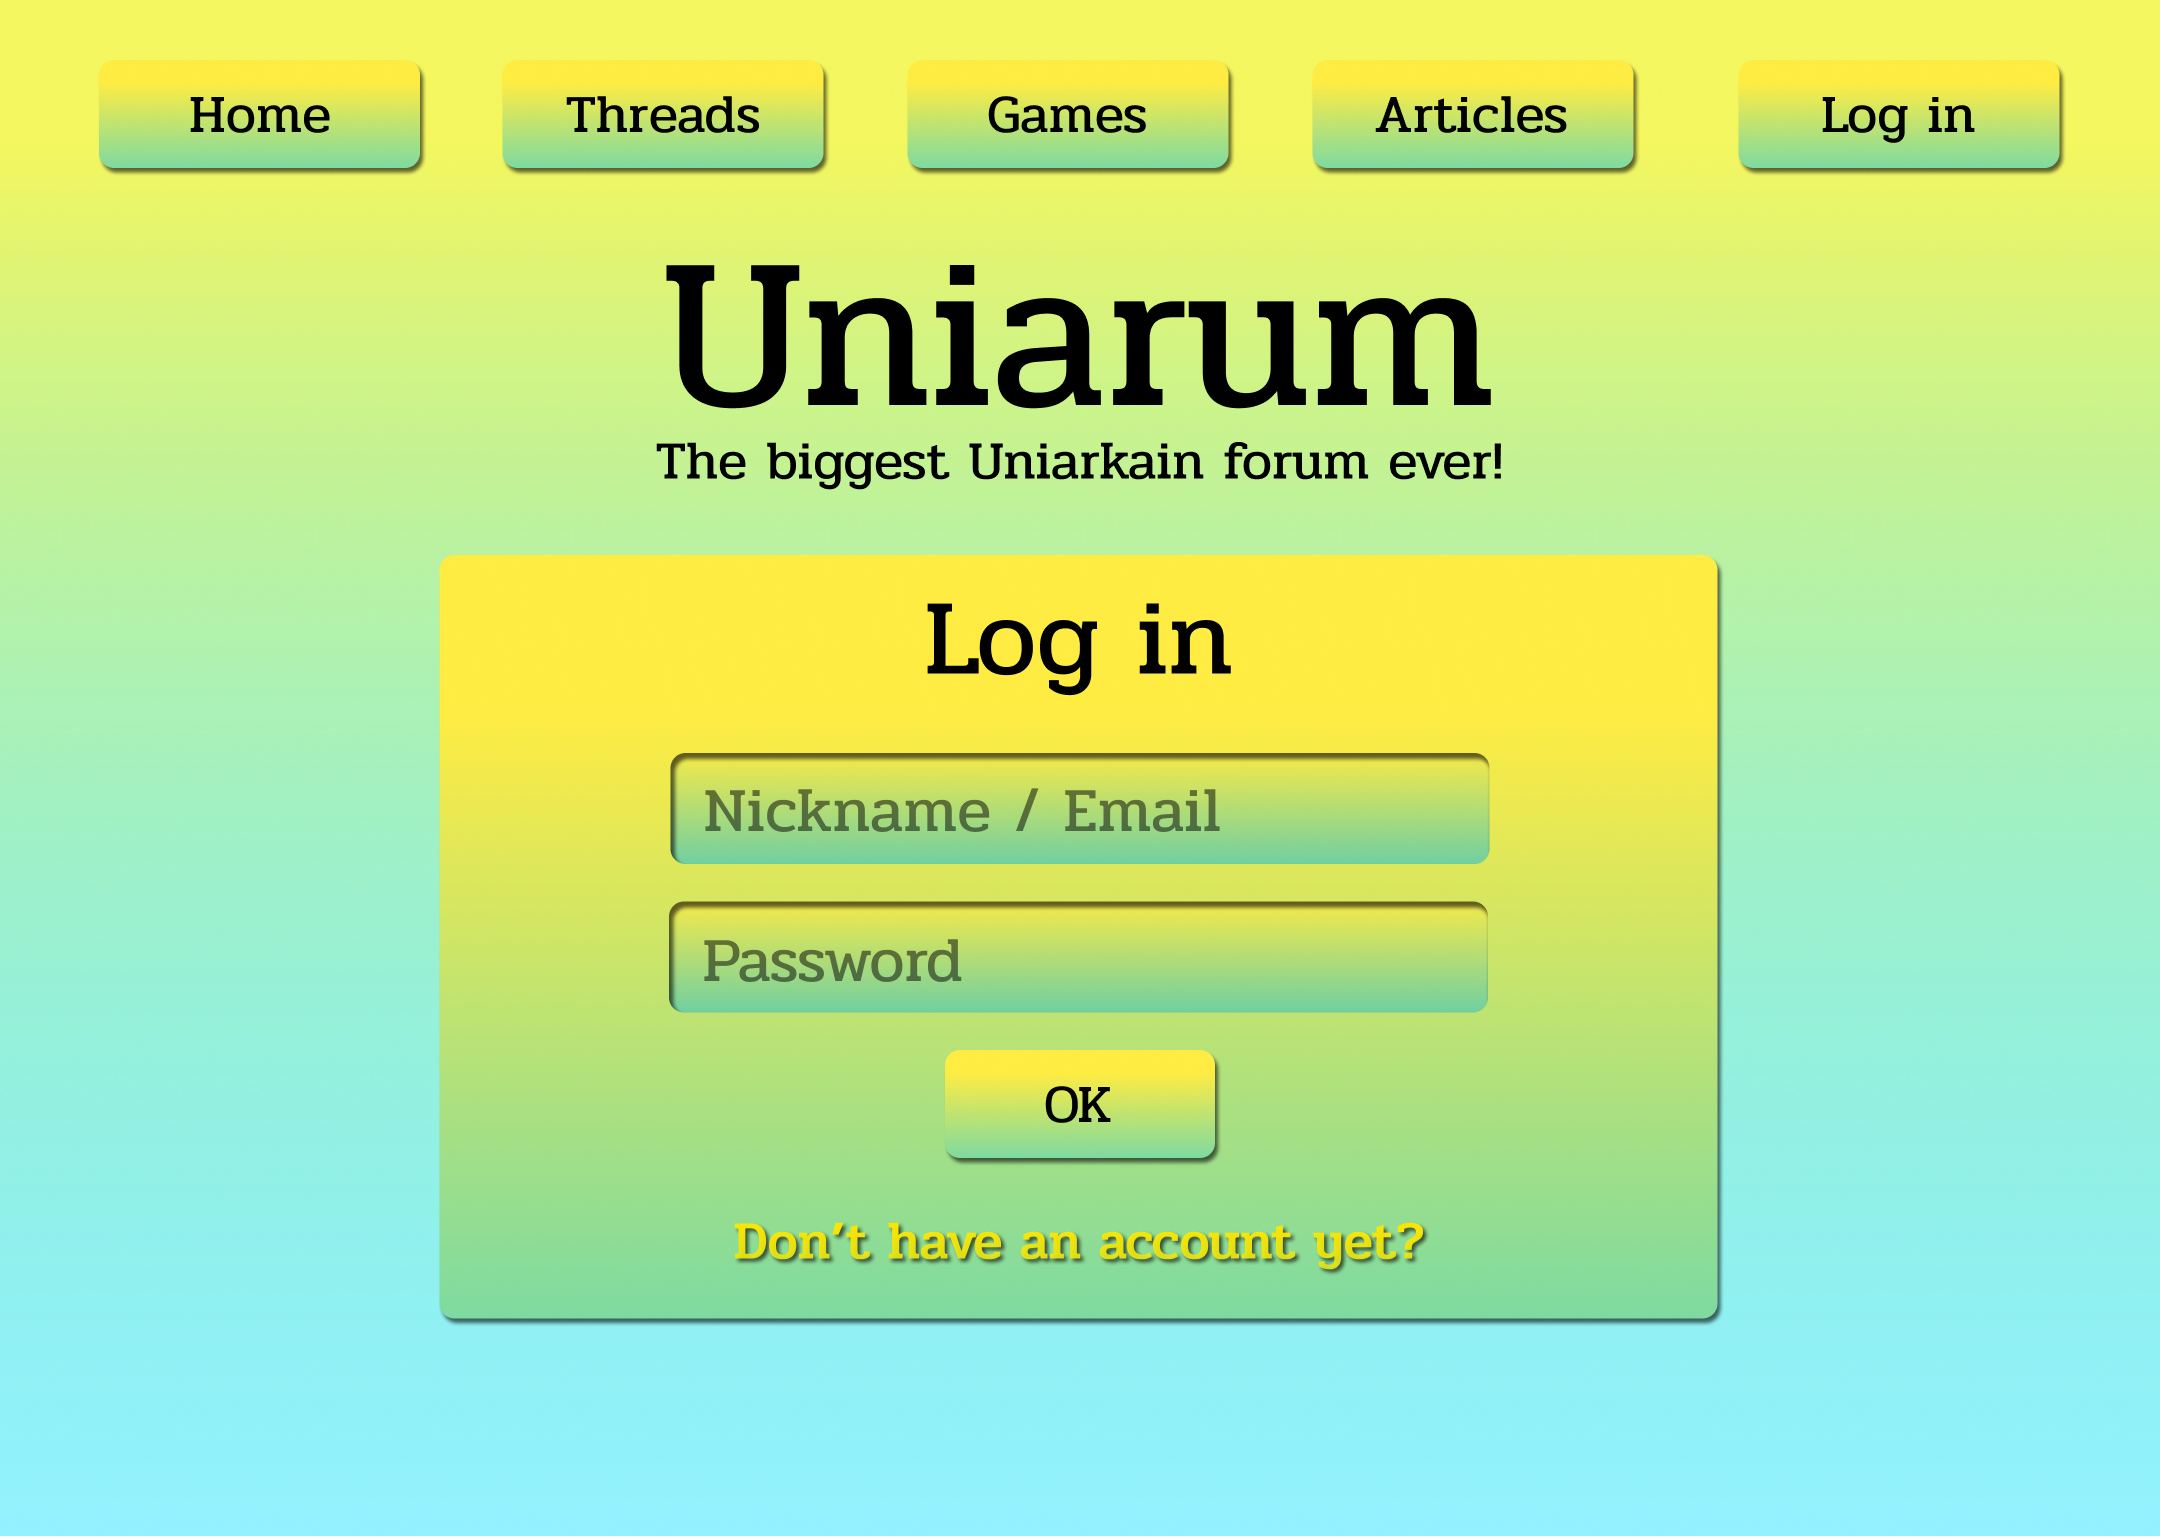 Home
Threads
Games
Articles
Log in
Uniarum
The biggest Uniarkain forum ever!
Log in
Nickname / Email
Password
OK
Don't have an account yet?